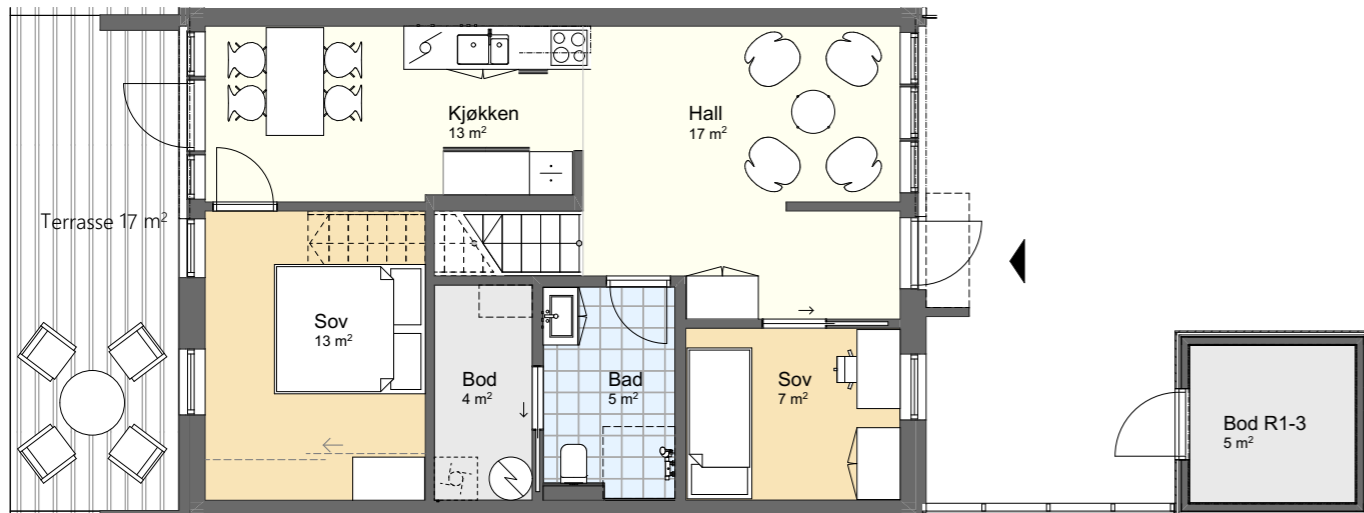 Kjøkken
13 m²
Hall
17 m²
Terrasse 17 m²
Sov
13 m²
Bod
4 m²
Bad
5 m²
Sov
7 m²
Bod R1-3
5 m²